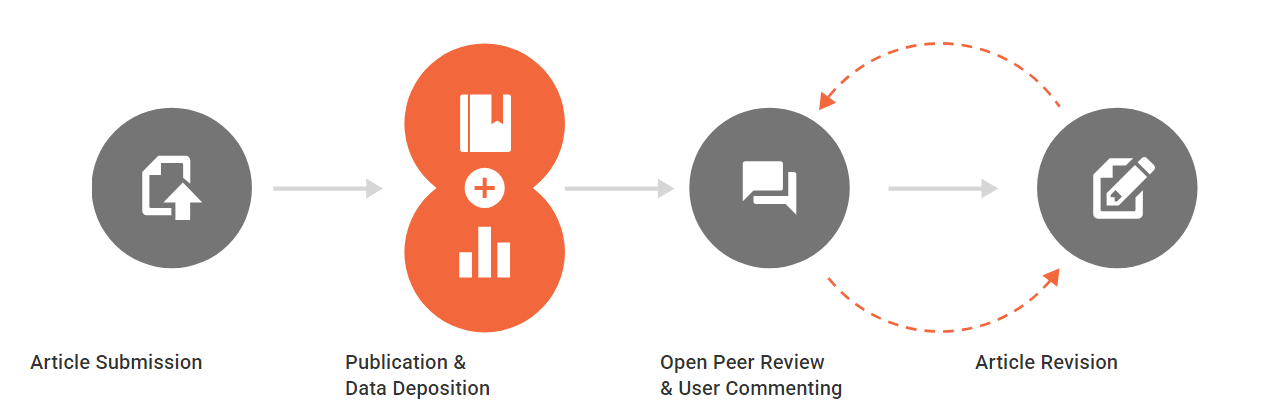 Article Submission
Publication &
Data Deposition
Open Peer Review
& User Commenting
Article Revision